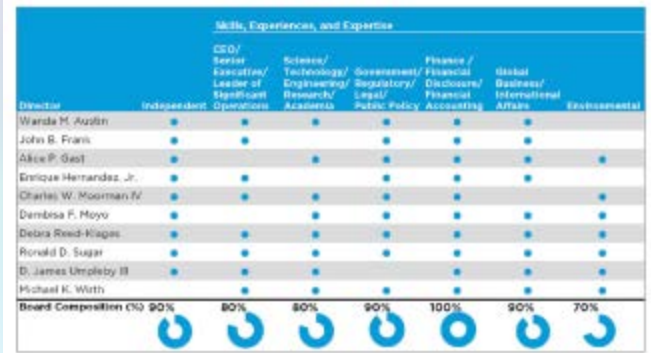 Skills, Experiences, and Expertise
CEO/
Senior Science/ Finance /
Executive/ Technology/ Government/ Financial Global
Leader of Engineering/ Regulatory/ Disclosure/ Business/
Significant Research/ Legal/ Financial International
Director Independent Operations Academia Public Policy Accounting Affairs Environmental
Wanda M. Austin
John B. Frank
Alice P. Gast
Enrique Hernandez, Jr.
Charles W. Moorman IV
Dambisa F. Moyo
Debra Reed-Klages
Ronald D. Sugar
D. James Umpleby III
Michael K. Wirth
Board Composition (%) 90% 80% 80% 90% 100% 90% 70%